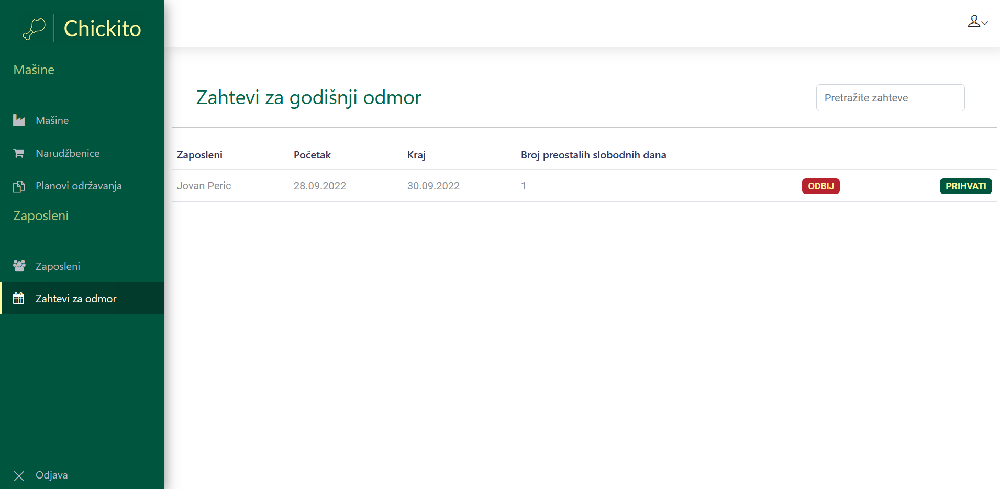 Chickito
Mašine
Mašine
Narudžbenice
Planovi održavanja
Zaposleni
Zaposleni
Zahtevi za odmor
Odjava
Zahtevi za godišnji odmor
Pretražite zahteve
Zaposleni Početak Kraj Broj preostalih slobodnih dana
Jovan Peric 28.09.2022 30.09.2022 1 ODBIJ PRIHVATI